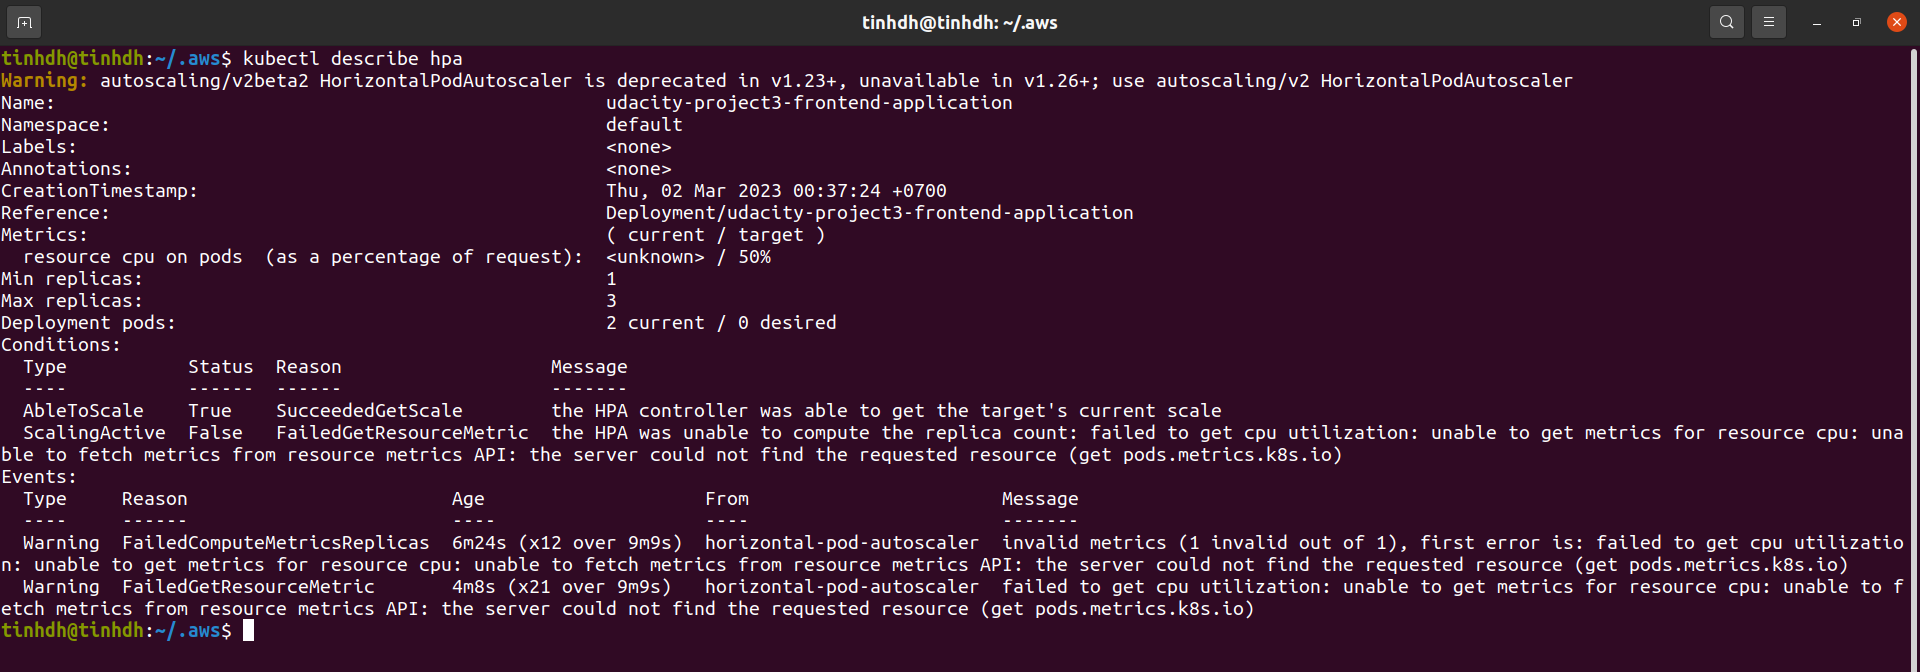 tinhdh@tinhdh: ~/.aws
tinhdh@tinhdh:~/.aws$ kubectl describe hpa
Warning: autoscaling/v2beta2 HorizontalPodAutoscaler is deprecated in v1.23+, unavailable in v1.26+; use autoscaling/v2 HorizontalPodAutoscaler
Name:                                                  udacity-project3-frontend-application
Namespace:                                             default
Labels:                                                <none>
Annotations:                                           <none>
CreationTimestamp:                                     Thu, 02 Mar 2023 00:37:24 +0700
Reference:                                             Deployment/udacity-project3-frontend-application
Metrics:                                               ( current / target )
  resource cpu on pods  (as a percentage of request):  <unknown> / 50%
Min replicas:                                          1
Max replicas:                                          3
Deployment pods:                                       2 current / 0 desired
Conditions:
  Type           Status  Reason                   Message
  ----           ------  ------                   -------
  AbleToScale    True    SucceededGetScale        the HPA controller was able to get the target's current scale
  ScalingActive  False   FailedGetResourceMetric  the HPA was unable to compute the replica count: failed to get cpu utilization: unable to get metrics for resource cpu: una
ble to fetch metrics from resource metrics API: the server could not find the requested resource (get pods.metrics.k8s.io)
Events:
  Type     Reason                        Age                    From                       Message
  ----     ------                        ----                   ----                       -------
  Warning  FailedComputeMetricsReplicas  6m24s (x12 over 9m9s)  horizontal-pod-autoscaler  invalid metrics (1 invalid out of 1), first error is: failed to get cpu utilizatio
n: unable to get metrics for resource cpu: unable to fetch metrics from resource metrics API: the server could not find the requested resource (get pods.metrics.k8s.io)
  Warning  FailedGetResourceMetric       4m8s (x21 over 9m9s)   horizontal-pod-autoscaler  failed to get cpu utilization: unable to get metrics for resource cpu: unable to f
etch metrics from resource metrics API: the server could not find the requested resource (get pods.metrics.k8s.io)
tinhdh@tinhdh:~/.aws$